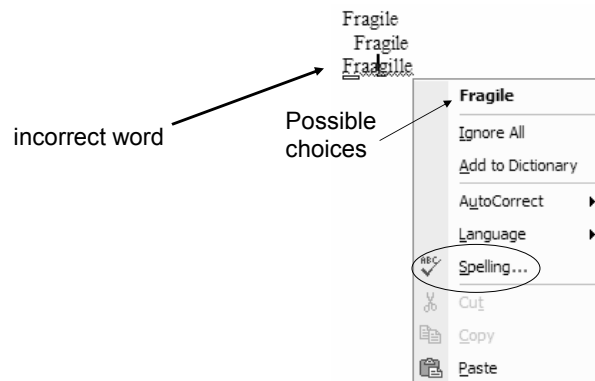 Fragile
Fragile
Fraagille
incorrect word
Possible
choices
Fragile
Ignore All
Add to Dictionary
AutoCorrect
Language
ABC
Spelling...
Cut
Copy
Paste